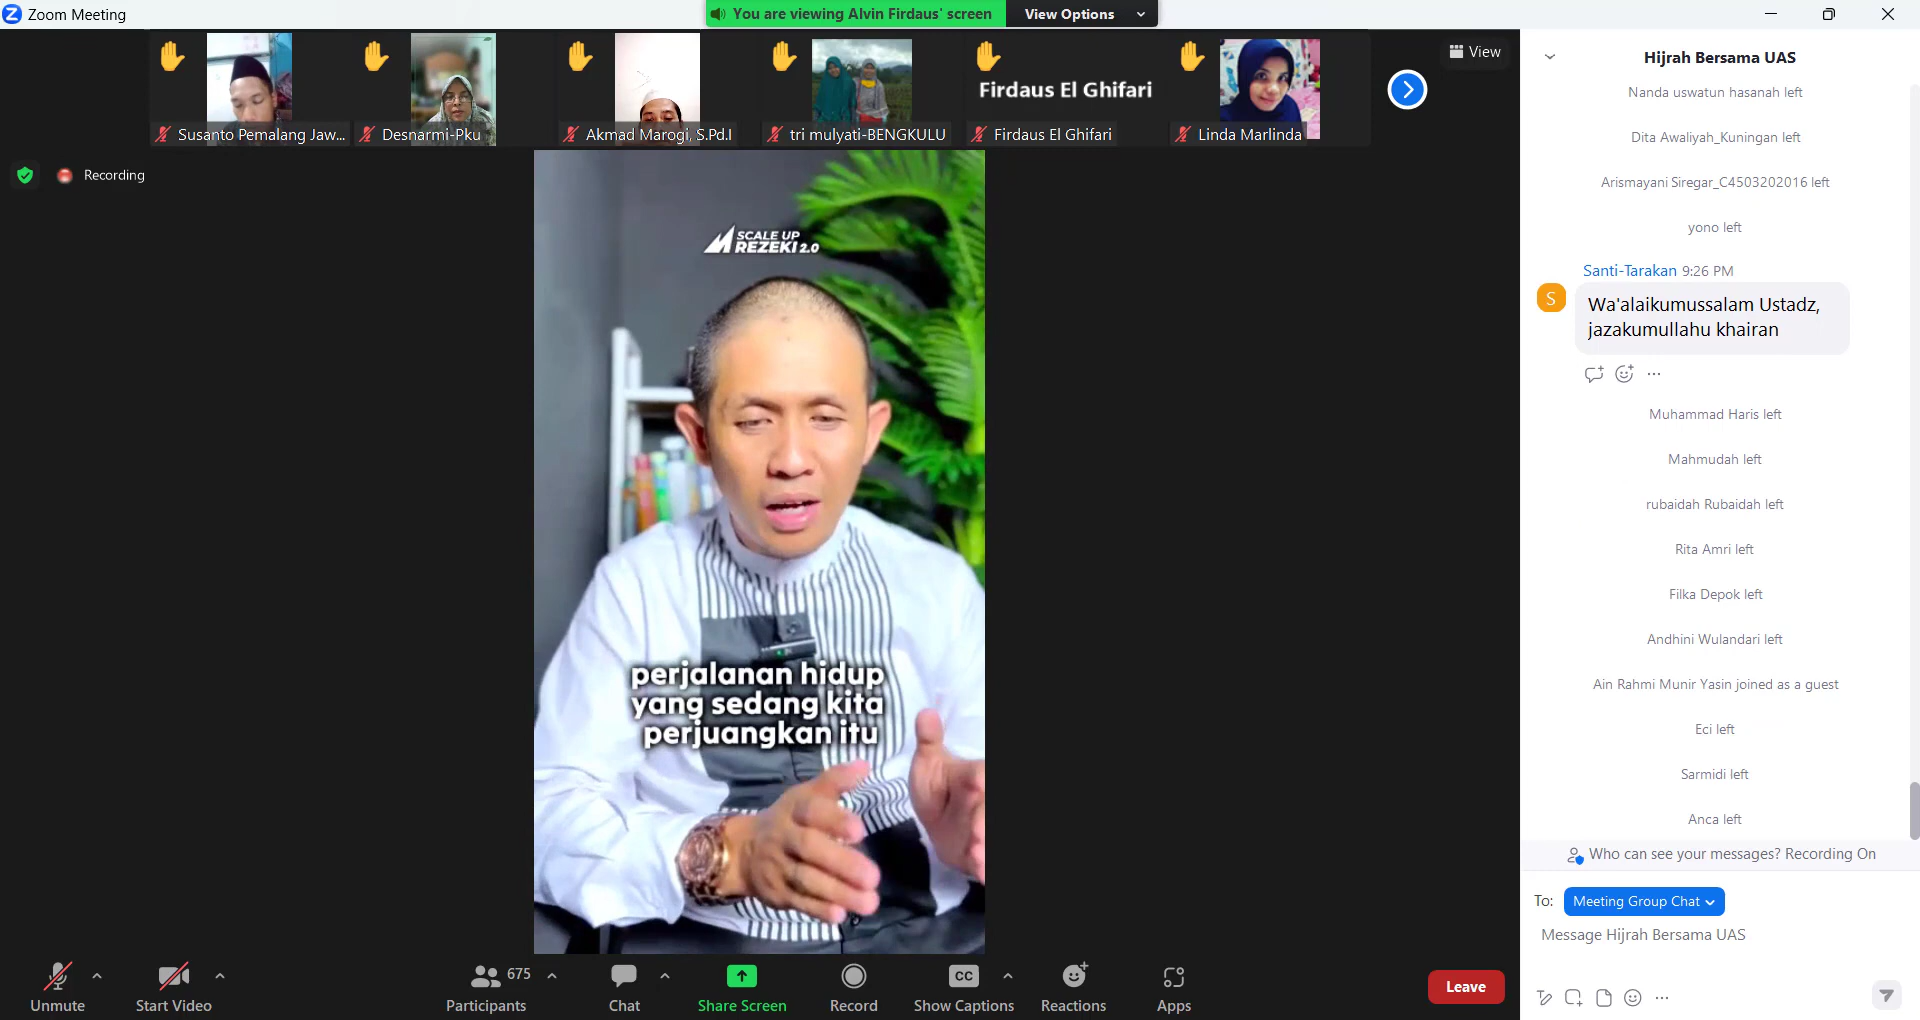 Zoom Meeting
You are viewing Alvin Firdaus' screen
View Options
View
Susanto Pemalang Jaw...
Desnarmi-Pku
Akmad Marogi, S.Pd.I
tri mulyati-BENGKULU
Firdaus El Ghifari
Firdaus El Ghifari
Linda Marlinda
Recording
SCALE UP
REZEKI 2.0
perjalanan hidup
yang sedang kita
perjuangkan itu
Hijrah Bersama UAS
Nanda uswatun hasanah left
Dita Awaliyah_Kuningan left
Arismayani Siregar_C4503202016 left
yono left
Santi-Tarakan 9:26 PM
S
Wa'alaikumussalam Ustadz,
jazakumullahu khairan
Muhammad Haris left
Mahmudah left
rubaidah Rubaidah left
Rita Amri left
Filka Depok left
Andhini Wulandari left
Ain Rahmi Munir Yasin joined as a guest
Eci left
Sarmidi left
Anca left
Who can see your messages? Recording On
To: Meeting Group Chat
Message Hijrah Bersama UAS
Unmute
Start Video
675
Participants
Chat
Share Screen
Record
CC
Show Captions
Reactions
Apps
Leave